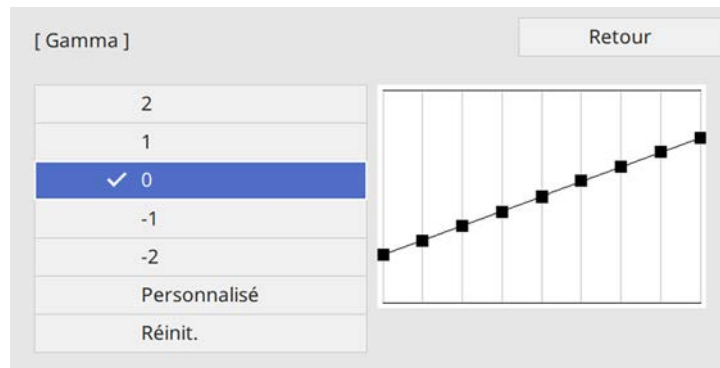 [ Gamma ]
Retour
2
1
0
-1
-2
Personnalisé
Réinit.